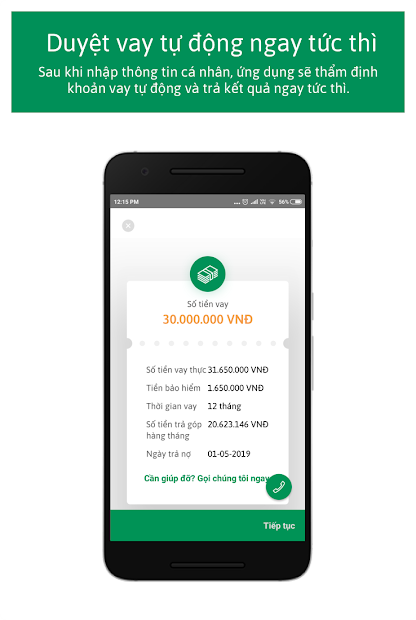 Duyệt vay tự động ngay tức thì
Sau khi nhập thông tin cá nhân, ứng dụng sẽ thẩm định
khoản vay tự động và trả kết quả ngay tức thì.
12:15 PM
56%
Số tiền vay
30.000.000 VNĐ
Số tiền vay thực 31.650.000 VNĐ
Tiền bảo hiểm 1.650.000 VNĐ
Thời gian vay 12 tháng
Số tiền trả góp 20.623.146 VNĐ
hàng tháng
Ngày trả nợ 01-05-2019
Cần giúp đỡ? Gọi chúng tôi ngay
Tiếp tục